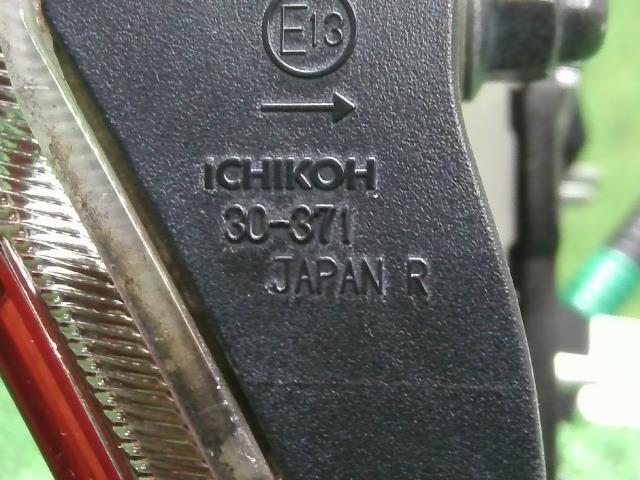 E13
ICHIKOH
30-371
JAPAN R